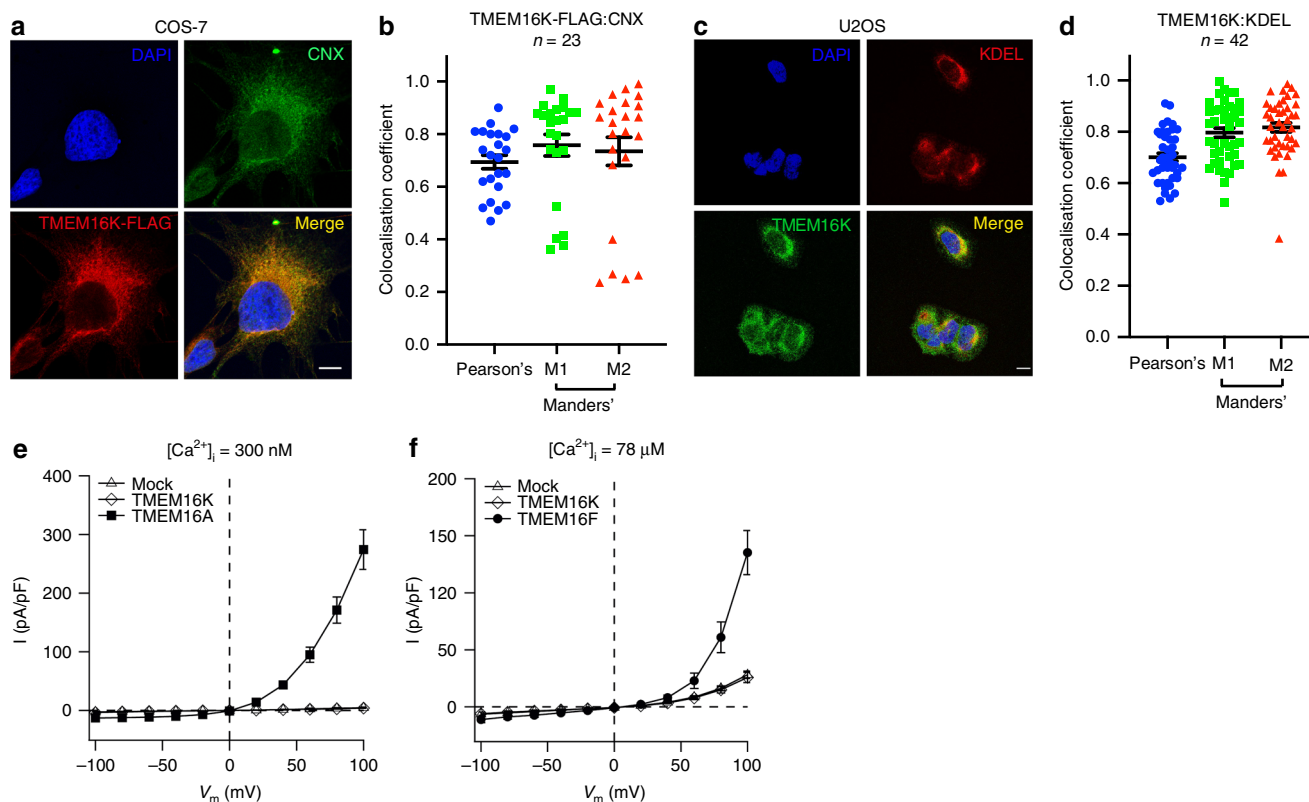 a
COS-7
DAPI
CNX
TMEM16K-FLAG
Merge
b
TMEM16K-FLAG:CNX
n = 23
Colocalisation coefficient
1.0
0.8
0.6
0.4
0.2
0.0
Pearson's
M1
M2
Manders'
c
U2OS
DAPI
KDEL
TMEM16K
Merge
d
TMEM16K:KDEL
n = 42
Colocalisation coefficient
1.0
0.8
0.6
0.4
0.2
0.0
Pearson's
M1
M2
Manders'
e
[Ca²⁺]ᵢ = 300 nM
Mock
TMEM16K
TMEM16A
I (pA/pF)
400
300
200
100
0
–100
–50
0
50
100
Vₘ (mV)
f
[Ca²⁺]ᵢ = 78 μM
Mock
TMEM16K
TMEM16F
I (pA/pF)
200
150
120
50
0
–100
–50
0
50
100
Vₘ (mV)